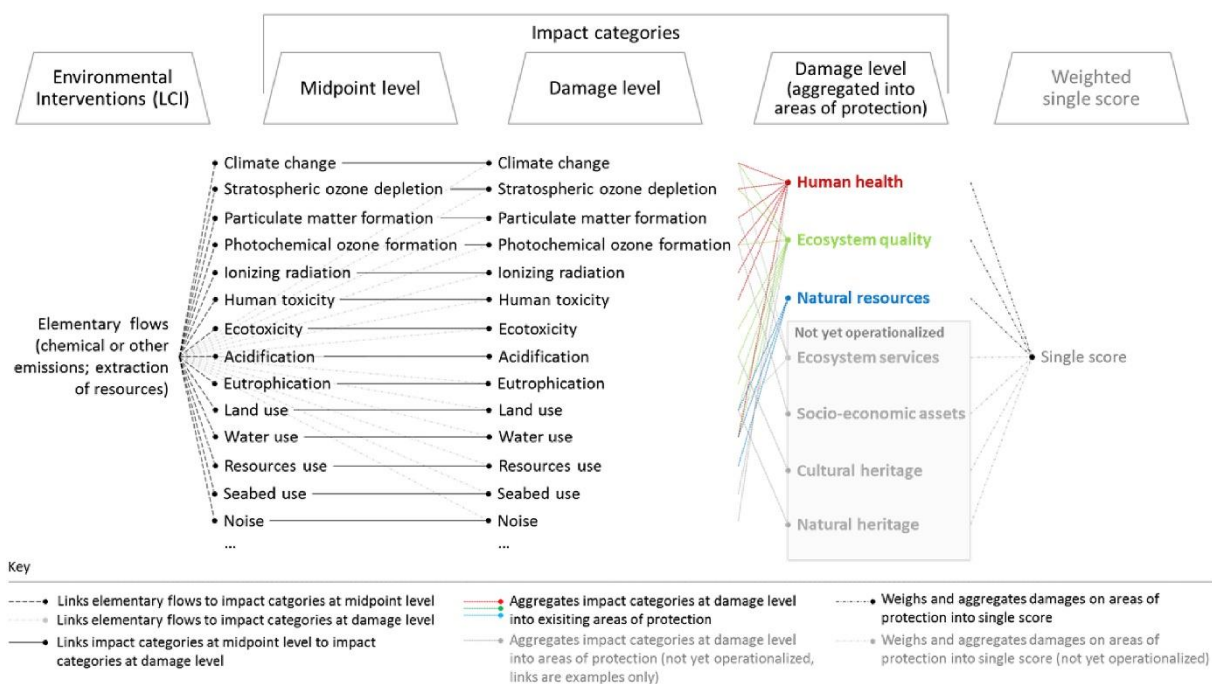 Impact categories
Environmental
Interventions (LCI)
Midpoint level
Damage level
Damage level
(aggregated into
areas of protection)
Weighted
single score
Elementary flows
(chemical or other
emissions; extraction
of resources)
Climate change
Stratospheric ozone depletion
Particulate matter formation
Photochemical ozone formation
Ionizing radiation
Human toxicity
Ecotoxicity
Acidification
Eutrophication
Land use
Water use
Resources use
Seabed use
Noise
...
Climate change
Stratospheric ozone depletion
Particulate matter formation
Photochemical ozone formation
Ionizing radiation
Human toxicity
Ecotoxicity
Acidification
Eutrophication
Land use
Water use
Resources use
Seabed use
Noise
...
Human health
Ecosystem quality
Natural resources
Not yet operationalized
Ecosystem services
Socio-economic assets
Cultural heritage
Natural heritage
Single score
Key
Links elementary flows to impact catgories at midpoint level
Links elementary flows to impact categories at damage level
Links impact categories at midpoint level to impact
categories at damage level
Aggregates impact categories at damage level
into exisiting areas of protection
Aggregates impact categories at damage level
into areas of protection (not yet operationalized,
links are examples only)
Weighs and aggregates damages on areas of
protection into single score
Weighs and aggregates damages on areas of
protection into single score (not yet operationalized)